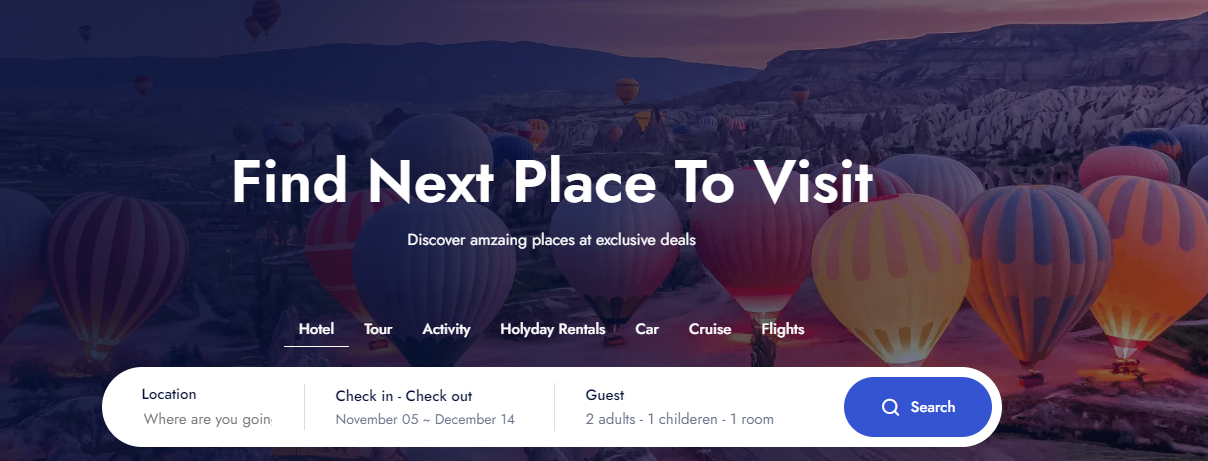 Find Next Place To Visit
Discover amzaing places at exclusive deals
Hotel Tour Activity Holyday Rentals Car Cruise Flights
Location Check in - Check out Guest
Where are you going November 05 ~ December 14 2 adults - 1 childeren - 1 room
Search